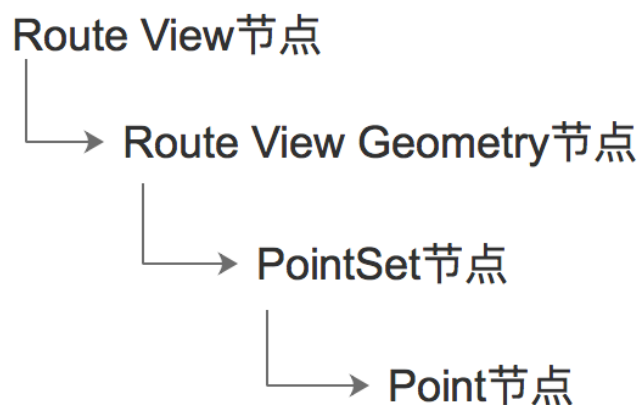 Route View节点
Route View Geometry节点
PointSet节点
Point节点